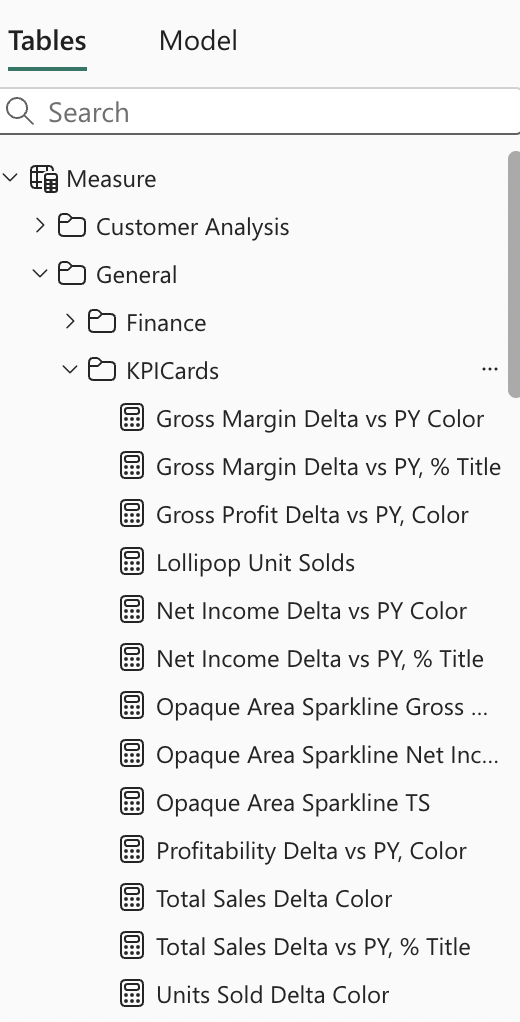 Tables Model
Search
Measure
Customer Analysis
General
Finance
KPICards ...
Gross Margin Delta vs PY Color
Gross Margin Delta vs PY, % Title
Gross Profit Delta vs PY, Color
Lollipop Unit Solds
Net Income Delta vs PY Color
Net Income Delta vs PY, % Title
Opaque Area Sparkline Gross ...
Opaque Area Sparkline Net Inc...
Opaque Area Sparkline TS
Profitability Delta vs PY, Color
Total Sales Delta Color
Total Sales Delta vs PY, % Title
Units Sold Delta Color